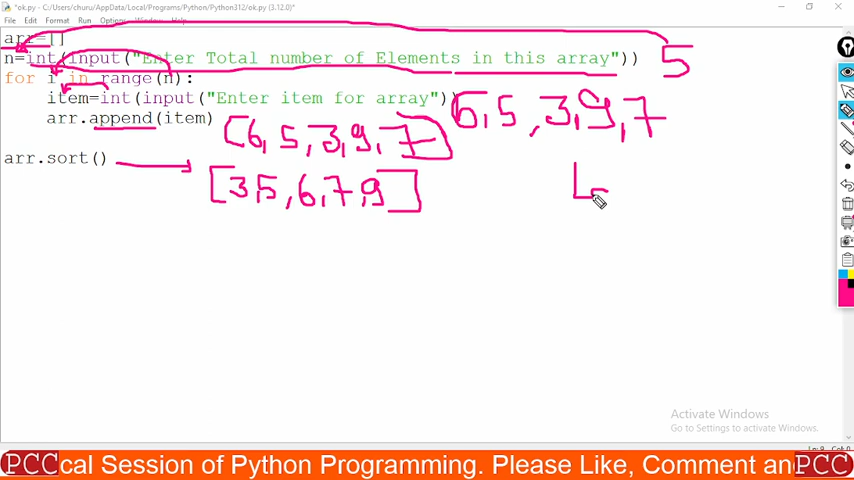 *ok.py - C:/Users/churu/AppData/Local/Programs/Python/Python312/ok.py (3.12.0)*
File Edit Format Run Options Window Help
arr=[]
n=int(input("Enter Total number of Elements in this array")) 5
for i in range(n):
item=int(input("Enter item for array")) 6,5,3,9,7
arr.append(item) [6,5,3,9,7]
arr.sort()
[3,5,6,7,9]
Activate Windows
Go to Settings to activate Windows.
PCC cal Session of Python Programming. Please Like, Comment an PCC